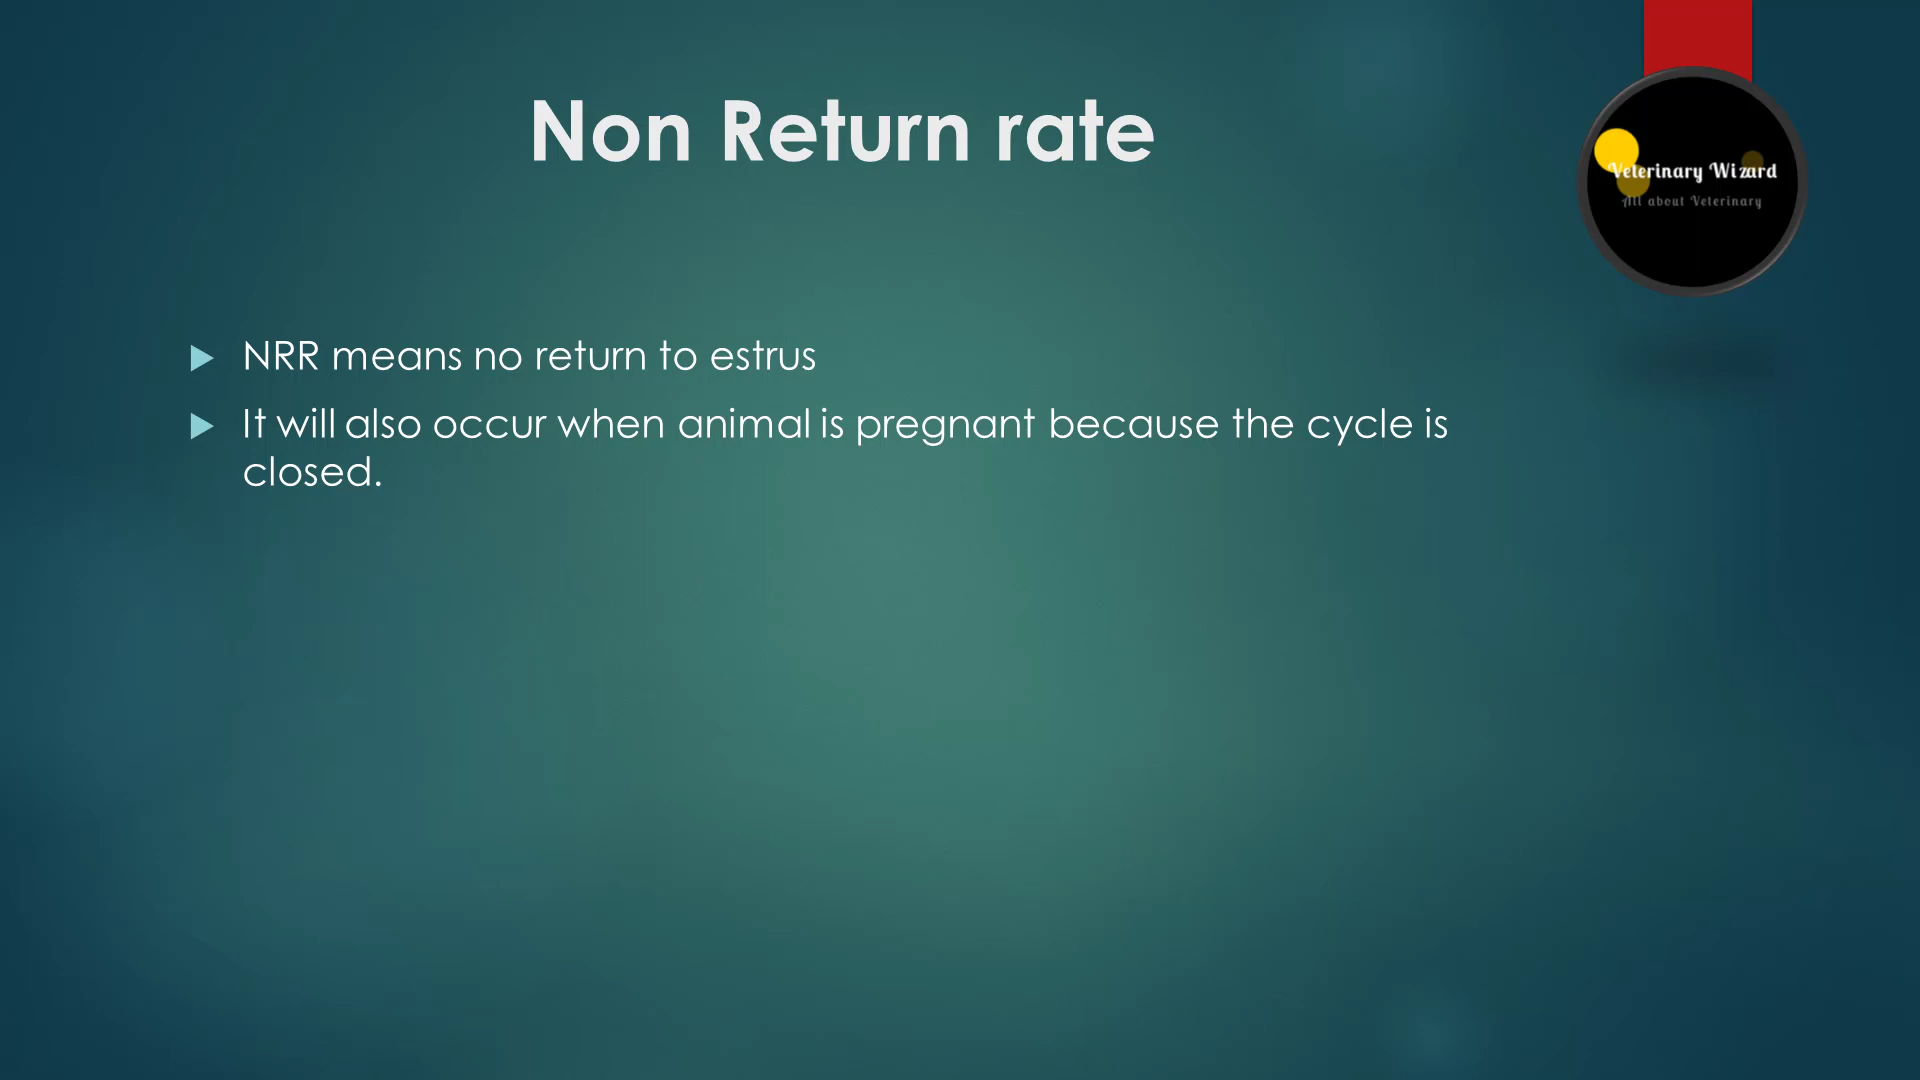 Non Return rate
Veterinary Wizard
All about Veterinary
NRR means no return to estrus
It will also occur when animal is pregnant because the cycle is
closed.